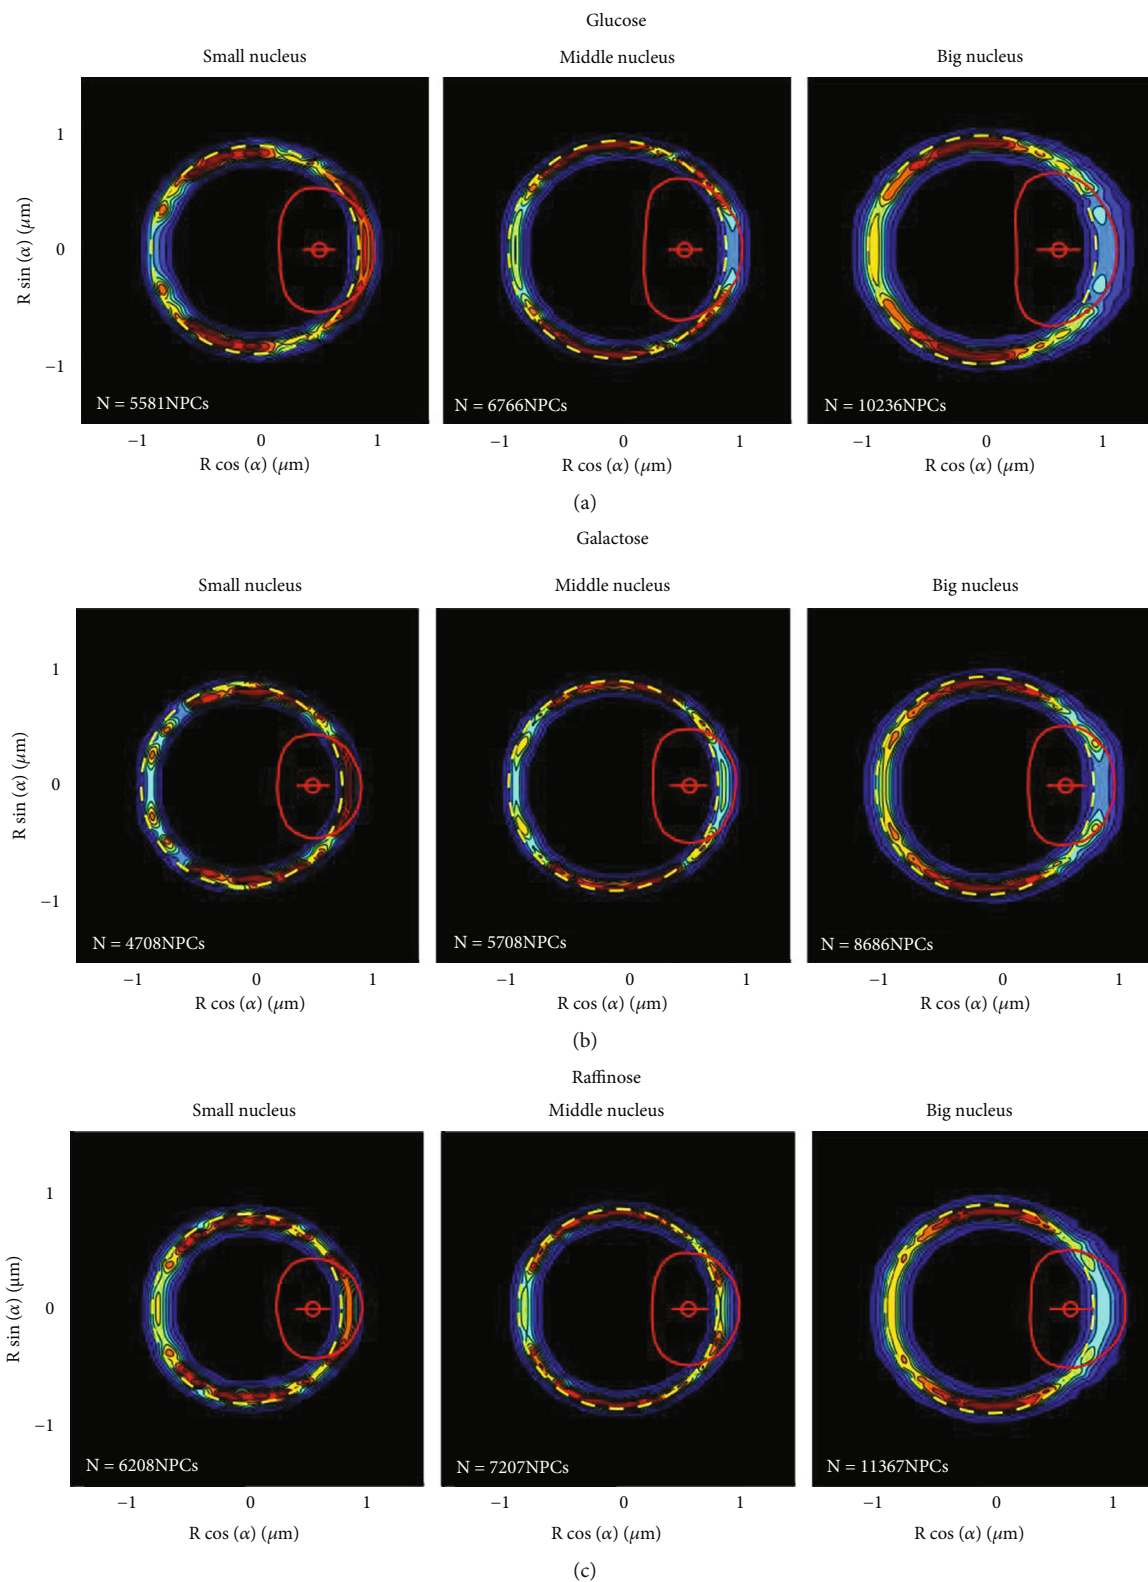 Glucose
Small nucleus
Middle nucleus
Big nucleus
R sin (α) (μm)
1
0
−1
N = 5581NPCs
N = 6766NPCs
N = 10236NPCs
−1 0 1
−1 0 1
−1 0 1
R cos (α) (μm)
R cos (α) (μm)
R cos (α) (μm)
(a)
Galactose
Small nucleus
Middle nucleus
Big nucleus
R sin (α) (μm)
1
0
−1
N = 4708NPCs
N = 5708NPCs
N = 8686NPCs
−1 0 1
−1 0 1
−1 0 1
R cos (α) (μm)
R cos (α) (μm)
R cos (α) (μm)
(b)
Raffinose
Small nucleus
Middle nucleus
Big nucleus
R sin (α) (μm)
1
0
−1
N = 6208NPCs
N = 7207NPCs
N = 11367NPCs
−1 0 1
−1 0 1
−1 0 1
R cos (α) (μm)
R cos (α) (μm)
R cos (α) (μm)
(c)